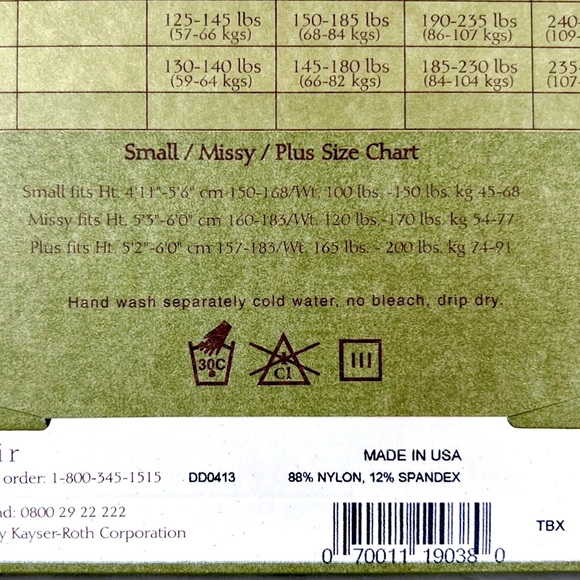 125-145 lbs 150-185 lbs 190-235 lbs 240-
(57-66 kgs) (68-84 kgs) (86-107 kgs) (109-
130-140 lbs 145-180 lbs 185-230 lbs 235-
(59-64 kgs) (66-82 kgs) (84-104 kgs) (107-
Small / Missy / Plus Size Chart
Small fits Ht. 4'11"-5'6" cm 150-168/Wt. 100 lbs. -150 lbs. kg 45-68
Missy fits Ht. 5'3"-6'0" cm 160-183/Wt. 120 lbs.-170 lbs. kg 54-77
Plus fits Ht. 5'2"-6'0" cm 157-183/Wt. 165 lbs. - 200 lbs. kg 74-91
Hand wash separately cold water, no bleach, drip dry.
30C Cl
ir
order: 1-800-345-1515 DD0413
MADE IN USA
88% NYLON, 12% SPANDEX
nd: 0800 29 22 222
y Kayser-Roth Corporation
TBX
0 70011 19038 0